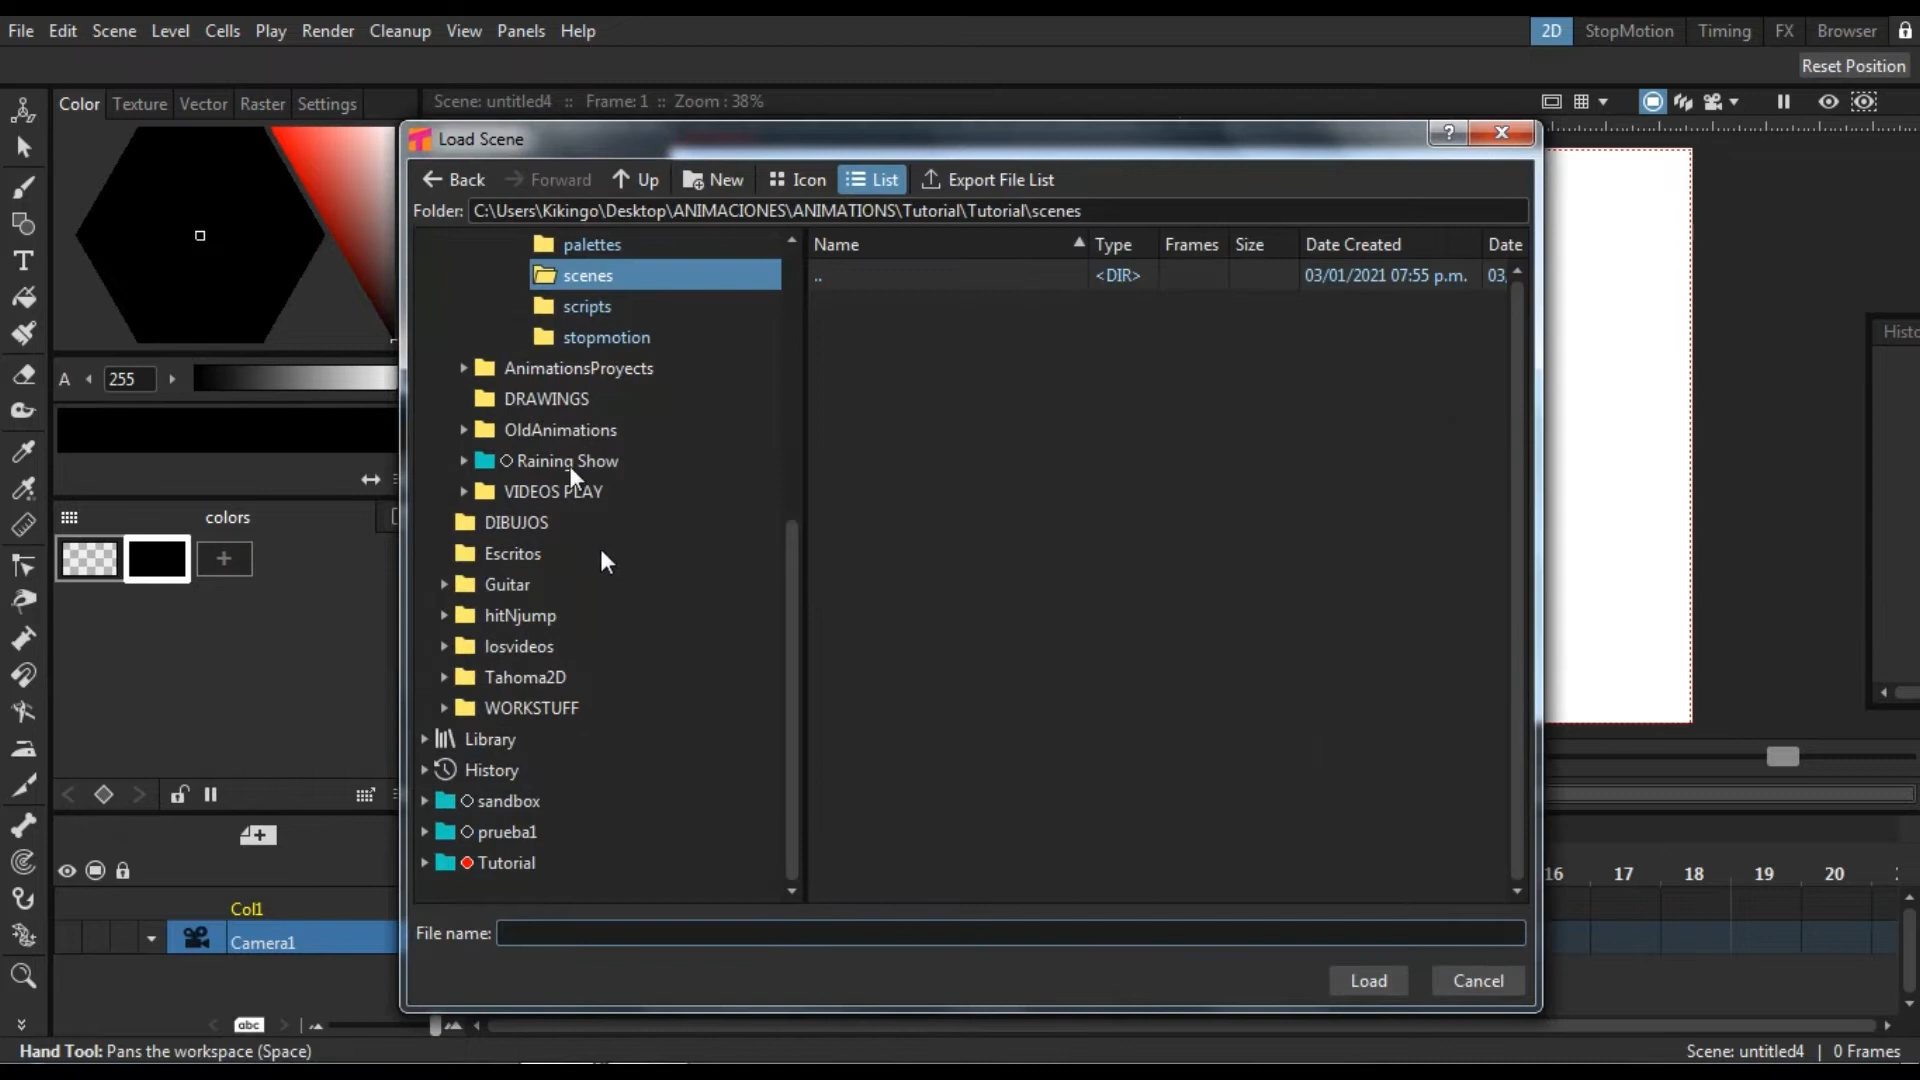 File Edit Scene Level Cells Play Render Cleanup View Panels Help
2D StopMotion Timing FX Browser
Reset Position
Color Texture Vector Raster Settings
Scene: untitled4 :: Frame: 1 :: Zoom : 38%
Load Scene
Back Forward Up New Icon List Export File List
Folder: C:\Users\Kikingo\Desktop\ANIMACIONES\ANIMATIONS\Tutorial\Tutorial\scenes
Name Type Frames Size Date Created Date
.. <DIR> 03/01/2021 07:55 p.m. 03,
palettes
scenes
scripts
stopmotion
AnimationsProyects
DRAWINGS
OldAnimations
Raining Show
VIDEOS PLAY
DIBUJOS
Escritos
Guitar
hitNjump
losvideos
Tahoma2D
WORKSTUFF
Library
History
sandbox
prueba1
Tutorial
File name:
Load Cancel
A 255
colors
+
Histo
Col1
Camera1
abc
16 17 18 19 20
Hand Tool: Pans the workspace (Space)
Scene: untitled4 | 0 Frames